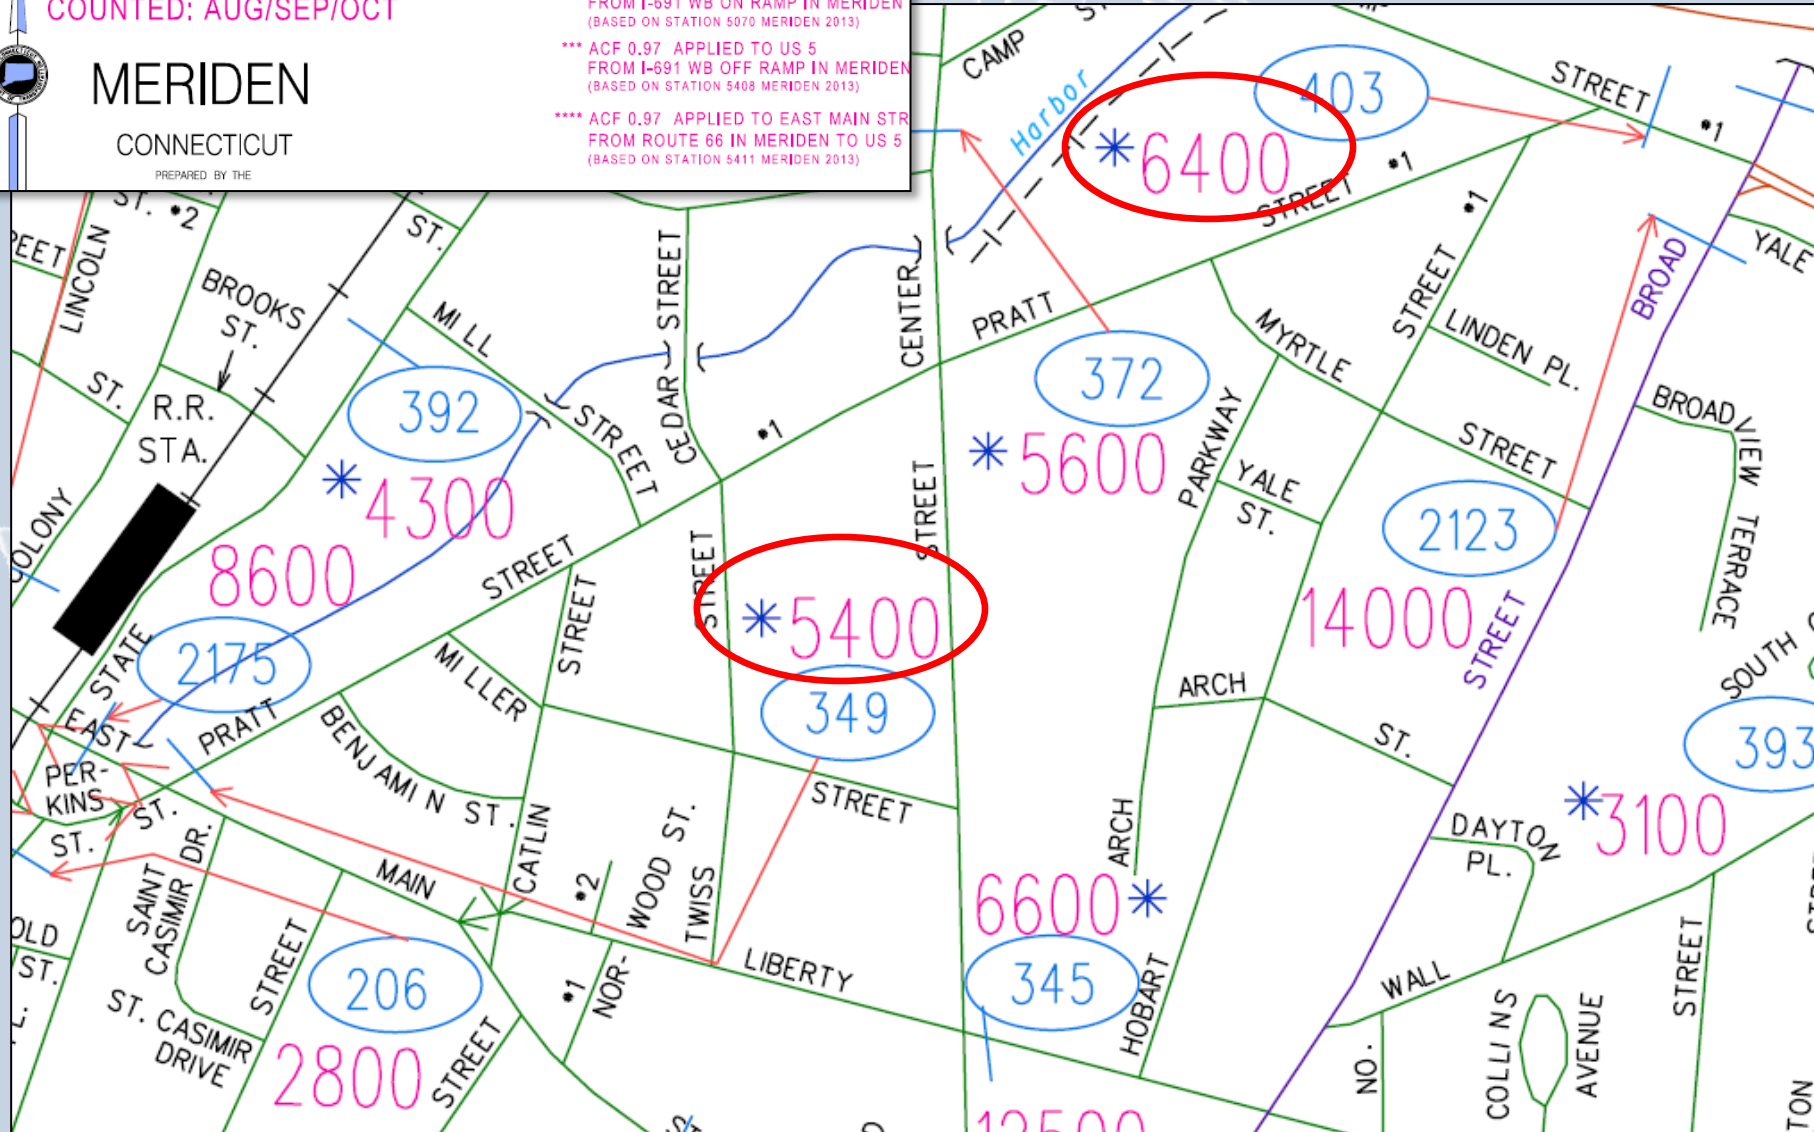 COUNTED: AUG/SEP/OCT
FROM I-691 WB ON RAMP IN MERIDEN
(BASED ON STATION 5070 MERIDEN 2013)
*** ACF 0.97 APPLIED TO US 5
FROM I-691 WB OFF RAMP IN MERIDEN
(BASED ON STATION 5408 MERIDEN 2013)
**** ACF 0.97 APPLIED TO EAST MAIN STR
FROM ROUTE 66 IN MERIDEN TO US 5
(BASED ON STATION 5411 MERIDEN 2013)
MERIDEN
CONNECTICUT
PREPARED BY THE
CAMP
Harbor
403
STREET
*1
*6400
STREET *1
ST. *2
REET
LINCOLN
ST.
BROOKS
ST.
MILL
STREET
CEDAR STREET
CENTER
STREET
PRATT
*1
STREET
MYRTLE
STREET
LINDEN PL.
BROAD
STREET
YALE
BROADVIEW
TERRACE
ST.
R.R.
STA.
392
*4300
*1
372
*5600
PARKWAY
YALE
ST.
2123
14000
OLONY
8600
STREET
STREET
STREET
*5400
349
STATE
2175
EAST
PRATT
PER-
KINS
ST.
ST.
MILLER
STREET
BENJAMIN ST.
CATLIN
ARCH
ST.
ARCH
SOUTH
393
*3100
DAYTON
PL.
SAINT
CASIMIR
DR.
MAIN
*2
WOOD ST.
TWISS
6600*
345
OLD
ST.
206
2800
STREET
ST. CASIMIR
DRIVE
STREET
*1
NOR-
LIBERTY
HOBART
WALL
NO.
COLLINS
AVENUE
STREET
TON